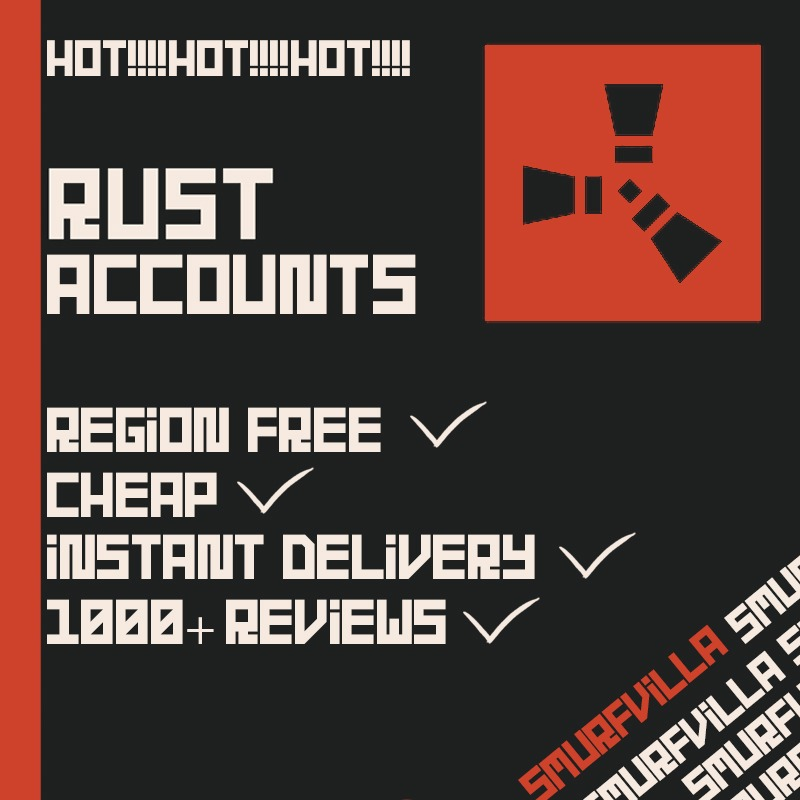 HOT!!!!HOT!!!!!HOT!!!!
RUST
ACCOUNTS
REGiON FREE
CHEAP
iNSTANT DELiVERY
1000+ REViEWS
SMURFViLLA
SMURFViLLA